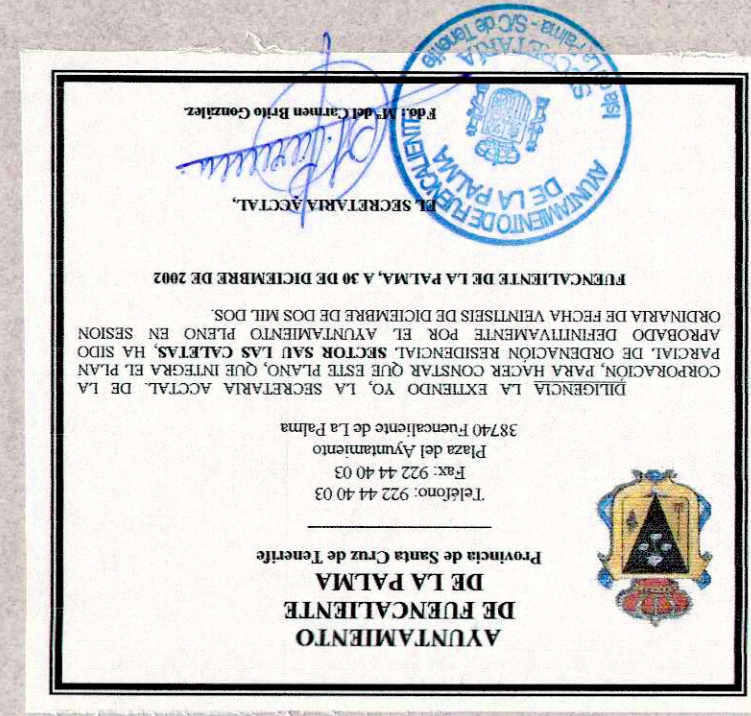 AYUNTAMIENTO
DE FUENCALIENTE
DE LA PALMA
Provincia de Santa Cruz de Tenerife
Teléfono: 922 44 40 03
Fax: 922 44 40 03
Plaza del Ayuntamiento
38740 Fuencaliente de La Palma
DILIGENCIA LA EXTIENDO YO, LA SECRETARIA ACCTAL. DE LA
CORPORACIÓN, PARA HACER CONSTAR QUE ESTE PLANO, QUE INTEGRA EL PLAN
PARCIAL DE ORDENACIÓN RESIDENCIAL SECTOR SAU LAS CALETAS, HA SIDO
APROBADO DEFINITIVAMENTE POR EL AYUNTAMIENTO PLENO EN SESION
ORDINARIA DE FECHA VEINTISEIS DE DICIEMBRE DE DOS MIL DOS.
FUENCALIENTE DE LA PALMA, A 30 DE DICIEMBRE DE 2002
EL SECRETARIA ACCTAL,
Fdo.: Mª del Carmen Brito González.
AYUNTAMIENTO DE FUENCALIENTE
DE LA PALMA
SECRETARÍA
Isla de La Palma - S/C de Tenerife